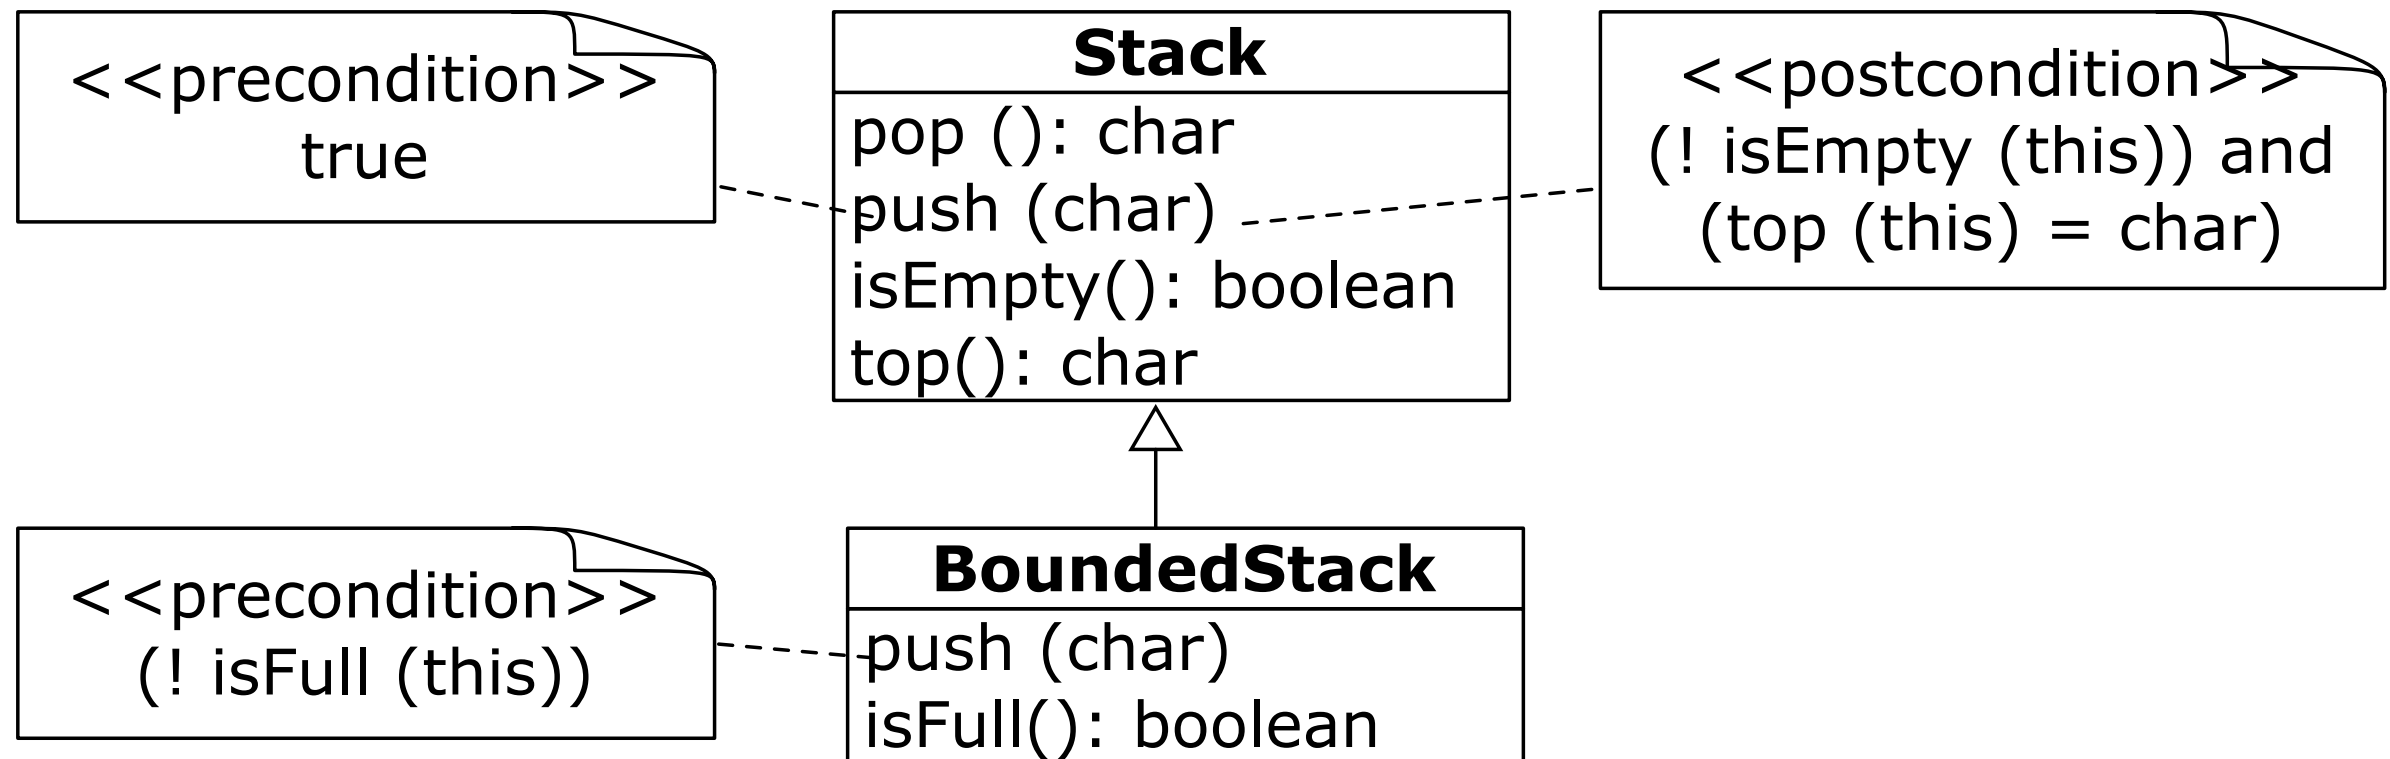 <<precondition>>
true
Stack
pop (): char
push (char)
isEmpty(): boolean
top(): char
<<postcondition>>
(! isEmpty (this)) and
(top (this) = char)
<<precondition>>
(! isFull (this))
BoundedStack
push (char)
isFull(): boolean